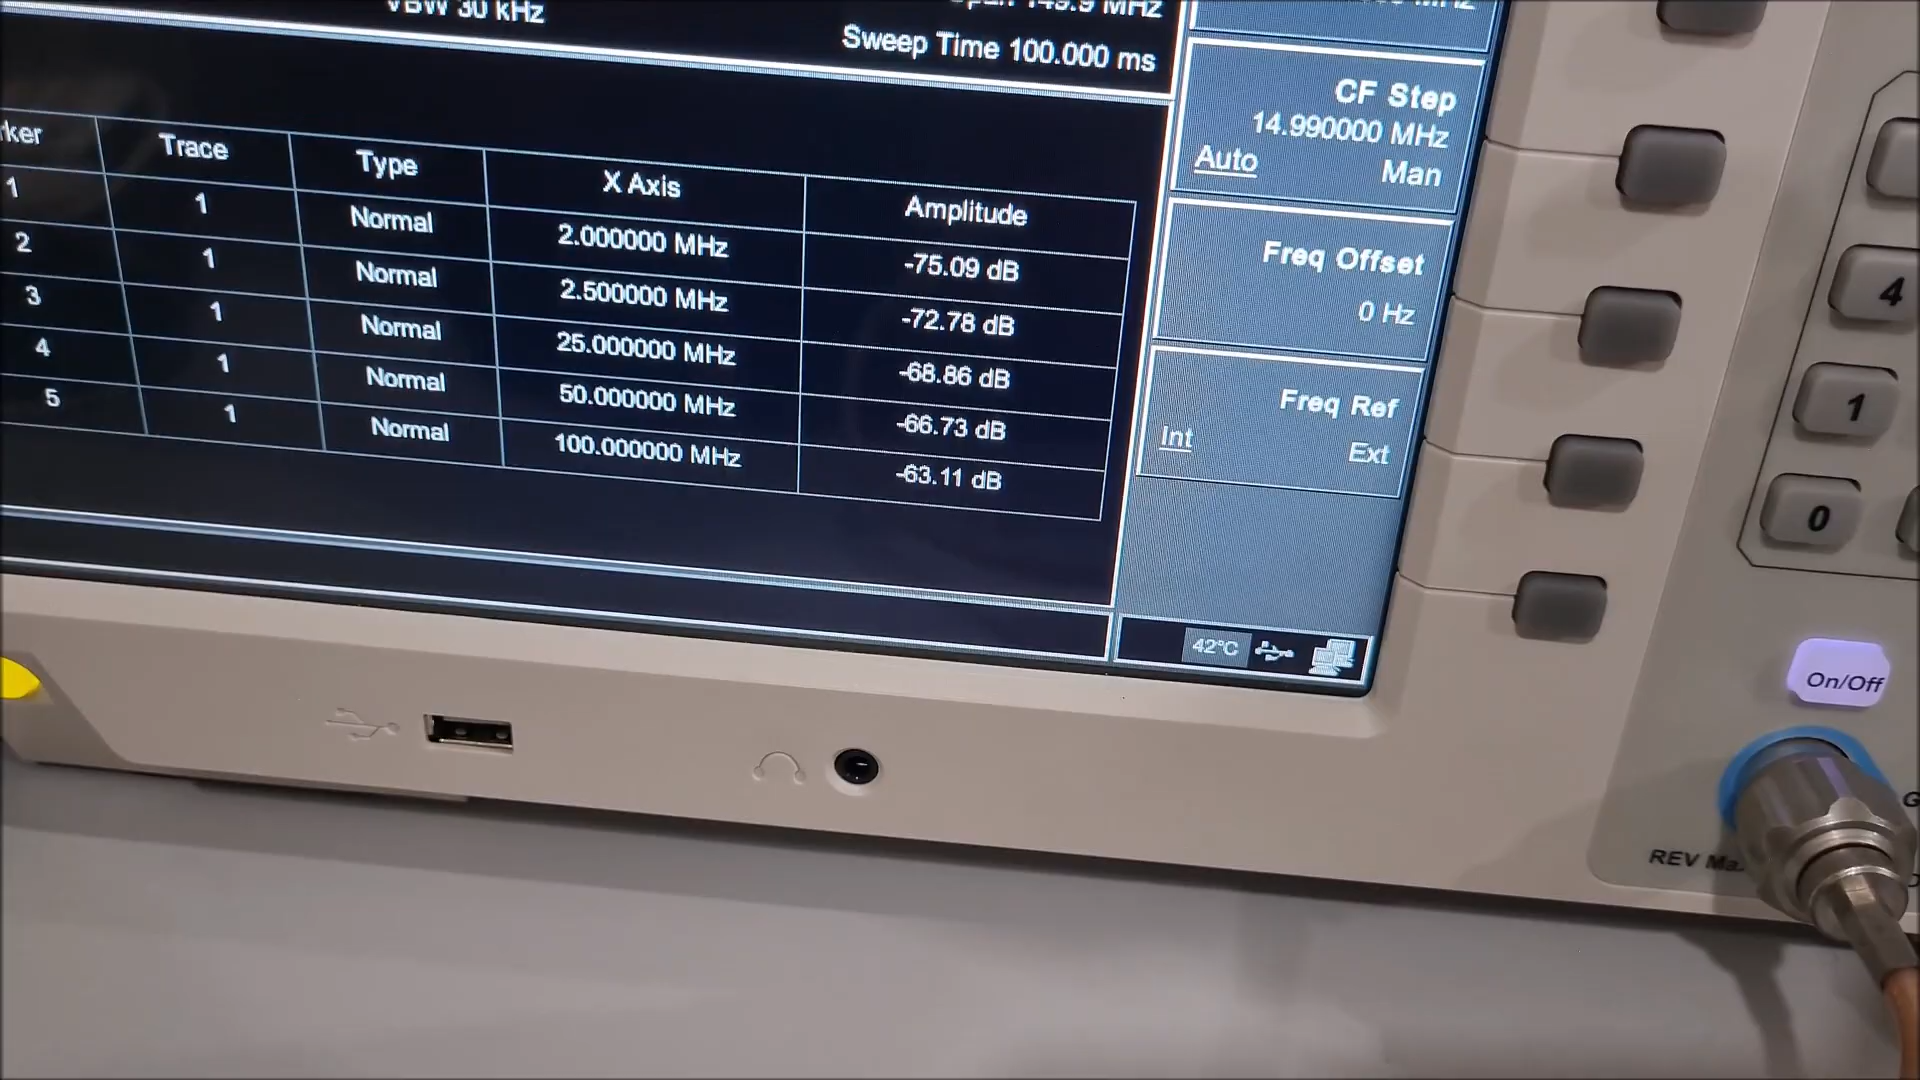 VBW 30 kHz
Span 149.9 MHz
Sweep Time 100.000 ms
Trace Type X Axis Amplitude
1 1 Normal 2.000000 MHz -75.09 dB
2 1 Normal 2.500000 MHz -72.78 dB
3 1 Normal 25.000000 MHz -68.86 dB
4 1 Normal 50.000000 MHz -66.73 dB
5 1 Normal 100.000000 MHz -63.11 dB
CF Step
14.990000 MHz
Auto Man
Freq Offset
0 Hz
Freq Ref
Int Ext
42°C
4
1
0
On/Off
REV